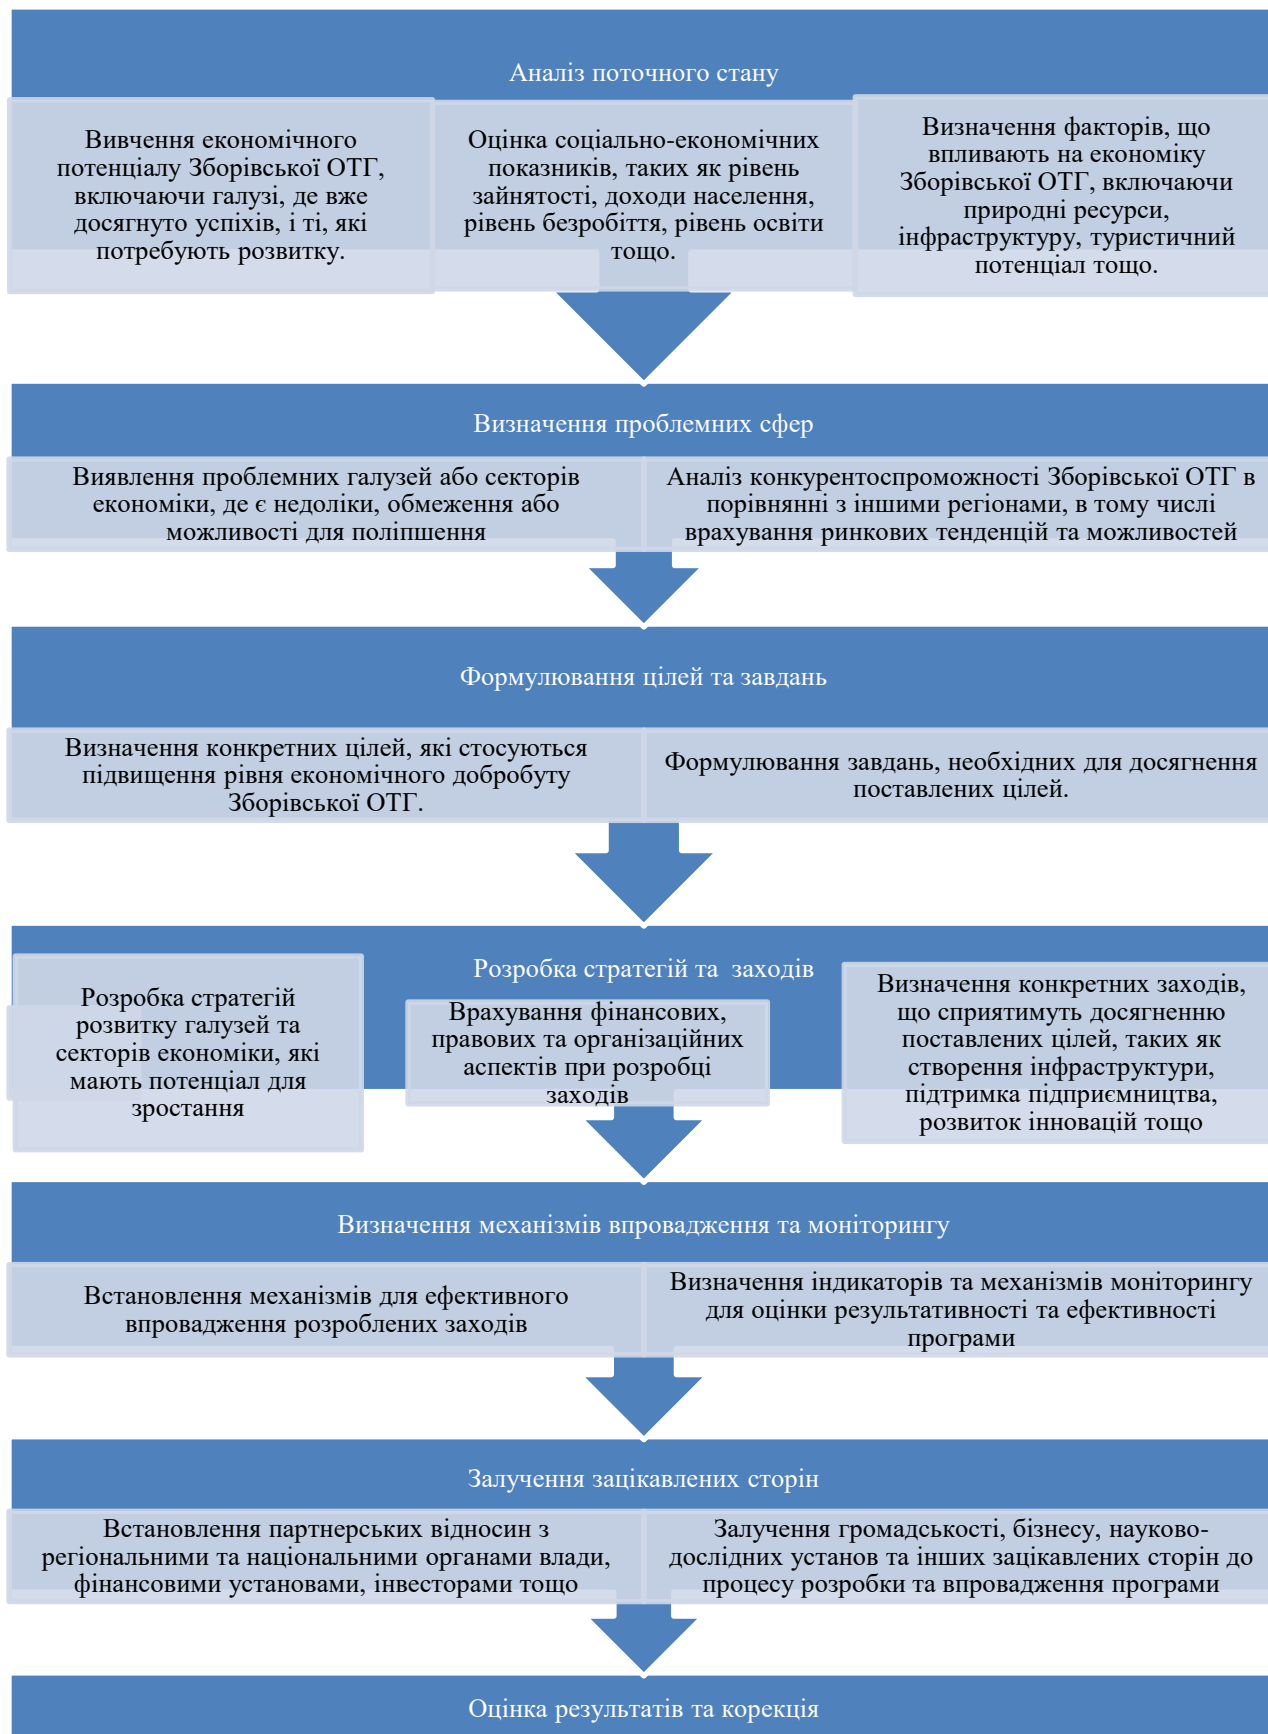 Аналіз поточного стану
Вивчення економічного
потенціалу Зборівської ОТГ,
включаючи галузі, де вже
досягнуто успіхів, і ті, які
потребують розвитку.
Оцінка соціально-економічних
показників, таких як рівень
зайнятості, доходи населення,
рівень безробіття, рівень освіти
тощо.
Визначення факторів, що
впливають на економіку
Зборівської ОТГ, включаючи
природні ресурси,
інфраструктуру, туристичний
потенціал тощо.
Визначення проблемних сфер
Виявлення проблемних галузей або секторів
економіки, де є недоліки, обмеження або
можливості для поліпшення
Аналіз конкурентоспроможності Зборівської ОТГ в
порівнянні з іншими регіонами, в тому числі
врахування ринкових тенденцій та можливостей
Формулювання цілей та завдань
Визначення конкретних цілей, які стосуються
підвищення рівня економічного добробуту
Зборівської ОТГ.
Формулювання завдань, необхідних для досягнення
поставлених цілей.
Розробка стратегій та  заходів
Розробка стратегій
розвитку галузей та
секторів економіки, які
мають потенціал для
зростання
Врахування фінансових,
правових та організаційних
аспектів при розробці
заходів
Визначення конкретних заходів,
що сприятимуть досягненню
поставлених цілей, таких як
створення інфраструктури,
підтримка підприємництва,
розвиток інновацій тощо
Визначення механізмів впровадження та моніторингу
Встановлення механізмів для ефективного
впровадження розроблених заходів
Визначення індикаторів та механізмів моніторингу
для оцінки результативності та ефективності
програми
Залучення зацікавлених сторін
Встановлення партнерських відносин з
регіональними та національними органами влади,
фінансовими установами, інвесторами тощо
Залучення громадськості, бізнесу, науково-
дослідних установ та інших зацікавлених сторін до
процесу розробки та впровадження програми
Оцінка результатів та корекція